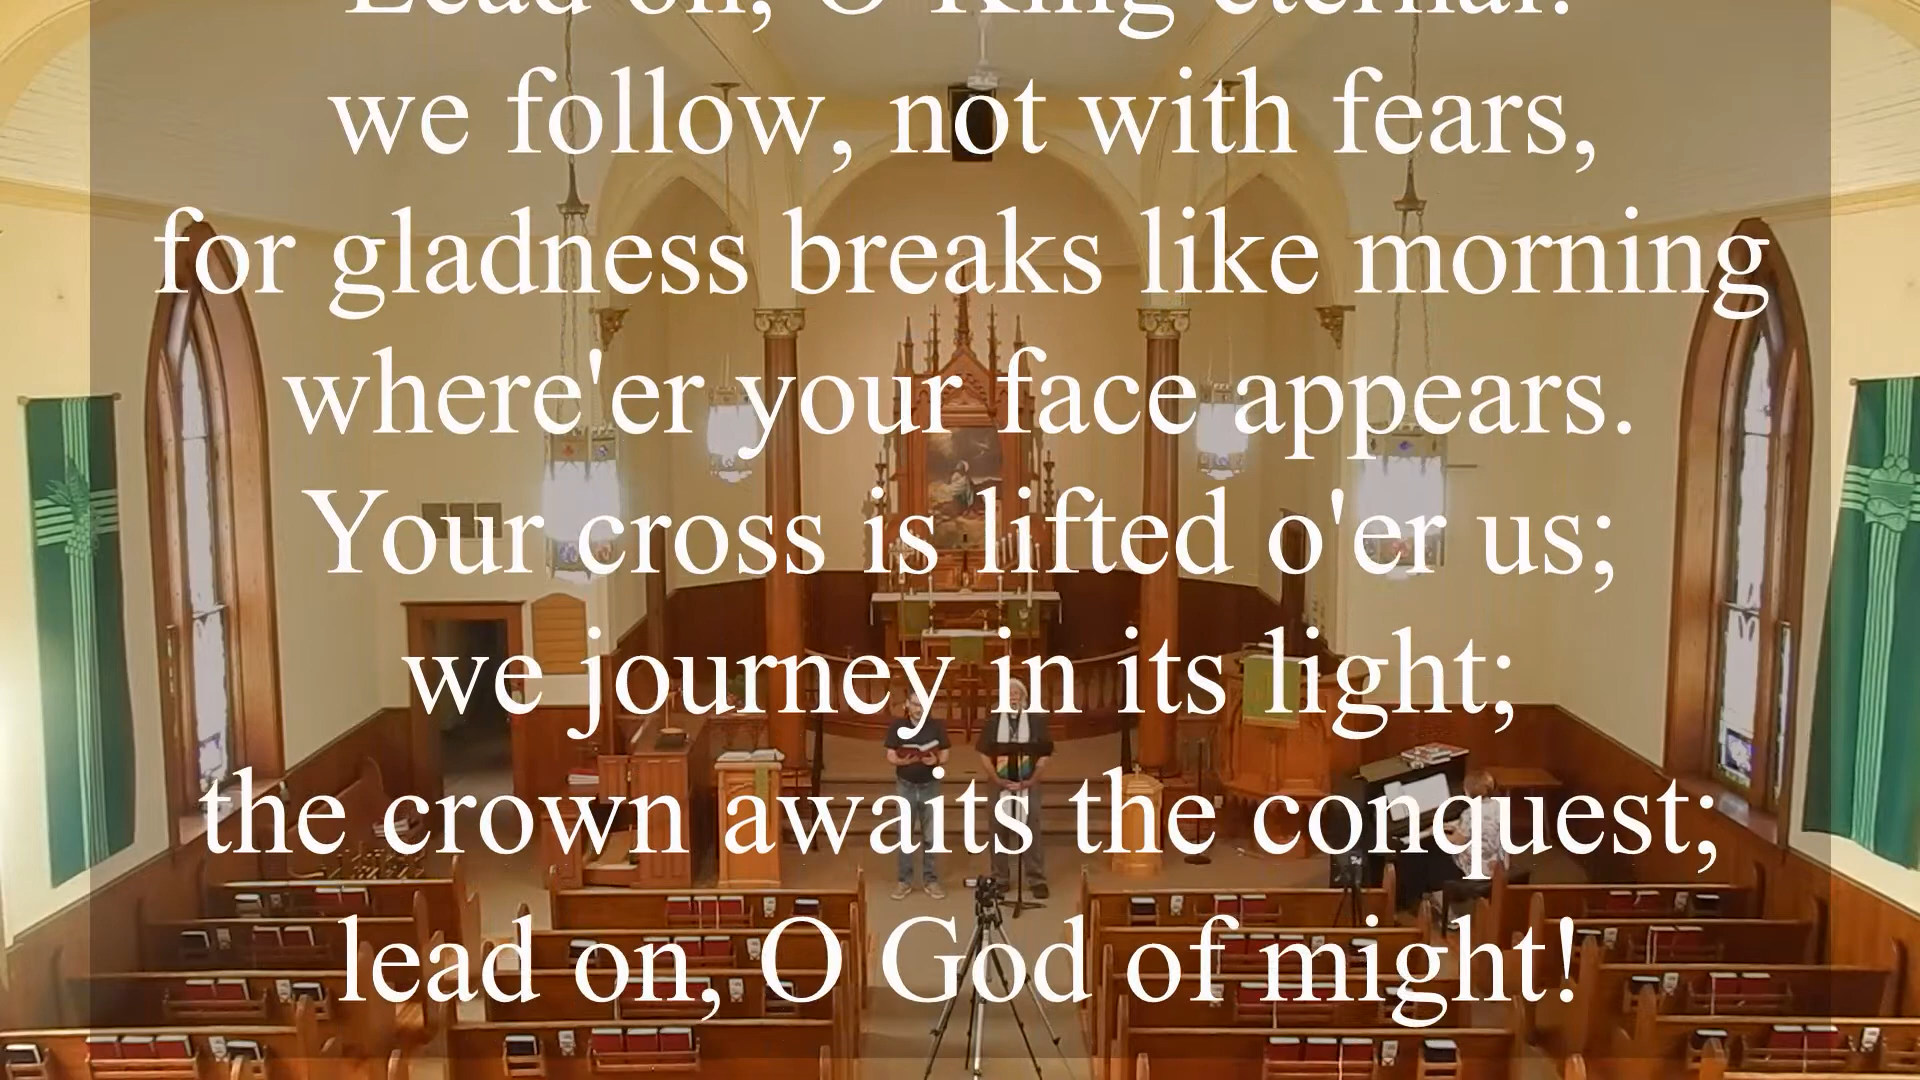 Lead on, O King eternal:
we follow, not with fears,
for gladness breaks like morning
where'er your face appears.
Your cross is lifted o'er us;
we journey in its light;
the crown awaits the conquest;
lead on, O God of might!